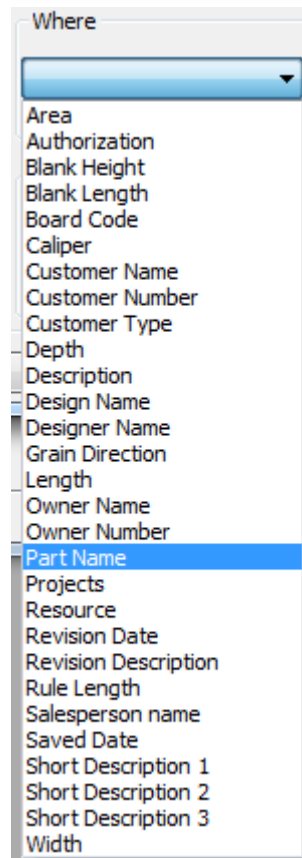 Where
Area
Authorization
Blank Height
Blank Length
Board Code
Caliper
Customer Name
Customer Number
Customer Type
Depth
Description
Design Name
Designer Name
Grain Direction
Length
Owner Name
Owner Number
Part Name
Projects
Resource
Revision Date
Revision Description
Rule Length
Salesperson name
Saved Date
Short Description 1
Short Description 2
Short Description 3
Width